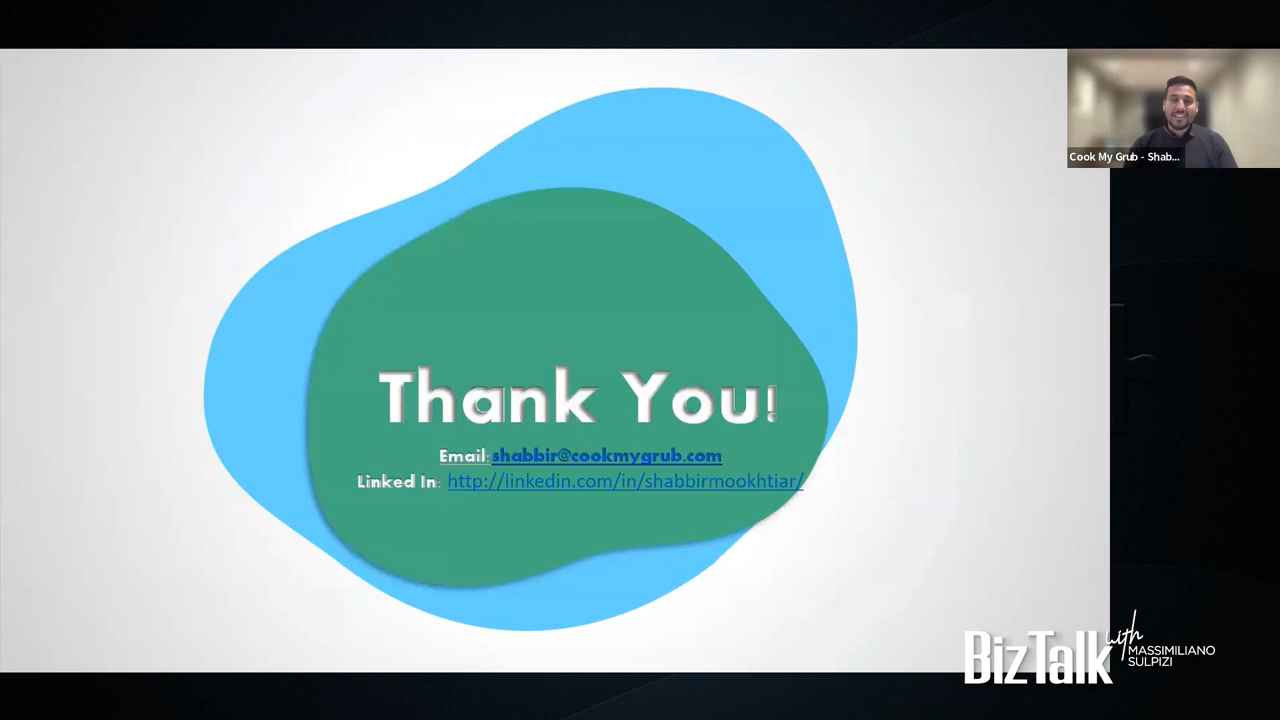 Cook My Grub - Shab...
Thank You!
Email:shabbir@cookmygrub.com
Linked In: http://linkedin.com/in/shabbirmookhtiar/
BizTalk with
MASSIMILIANO
SULPIZI